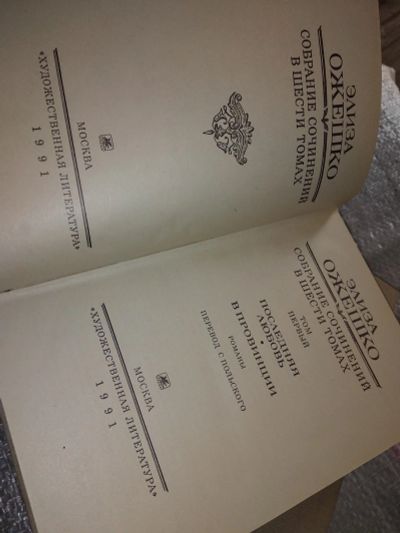 ЭЛИЗА
ОЖЕШКО
СОБРАНИЕ СОЧИНЕНИЙ
В ШЕСТИ ТОМАХ
МОСКВА
«ХУДОЖЕСТВЕННАЯ ЛИТЕРАТУРА»
1991
ЭЛИЗА
ОЖЕШКО
СОБРАНИЕ СОЧИНЕНИЙ
В ШЕСТИ ТОМАХ
ТОМ
ПЕРВЫЙ
ПОСЛЕДНЯЯ
ЛЮБОВЬ
•
В ПРОВИНЦИИ
РОМАНЫ
ПЕРЕВОД С ПОЛЬСКОГО
МОСКВА
«ХУДОЖЕСТВЕННАЯ ЛИТЕРАТУРА»
1991